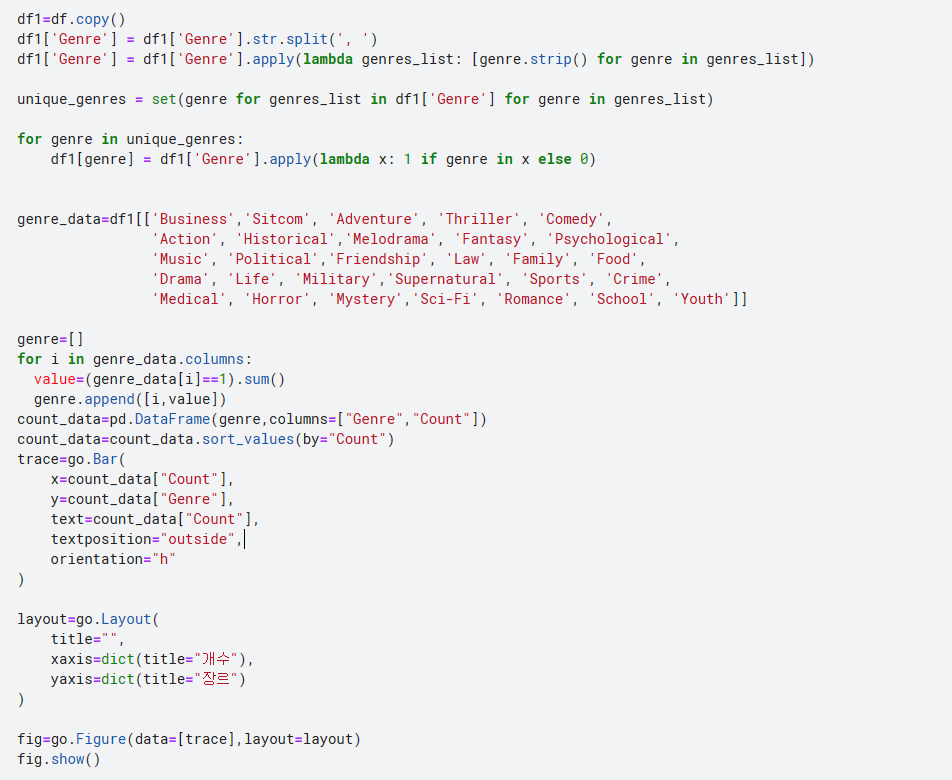 df1=df.copy()
df1['Genre'] = df1['Genre'].str.split(', ')
df1['Genre'] = df1['Genre'].apply(lambda genres_list: [genre.strip() for genre in genres_list])
unique_genres = set(genre for genres_list in df1['Genre'] for genre in genres_list)
for genre in unique_genres:
    df1[genre] = df1['Genre'].apply(lambda x: 1 if genre in x else 0)
genre_data=df1[['Business','Sitcom', 'Adventure', 'Thriller', 'Comedy',
                'Action', 'Historical','Melodrama', 'Fantasy', 'Psychological',
                'Music', 'Political','Friendship', 'Law', 'Family', 'Food',
                'Drama', 'Life', 'Military','Supernatural', 'Sports', 'Crime',
                'Medical', 'Horror', 'Mystery','Sci-Fi', 'Romance', 'School', 'Youth']]
genre=[]
for i in genre_data.columns:
  value=(genre_data[i]==1).sum()
  genre.append([i,value])
count_data=pd.DataFrame(genre,columns=["Genre","Count"])
count_data=count_data.sort_values(by="Count")
trace=go.Bar(
    x=count_data["Count"],
    y=count_data["Genre"],
    text=count_data["Count"],
    textposition="outside",
    orientation="h"
)
layout=go.Layout(
    title="",
    xaxis=dict(title="개수"),
    yaxis=dict(title="장르")
)
fig=go.Figure(data=[trace],layout=layout)
fig.show()